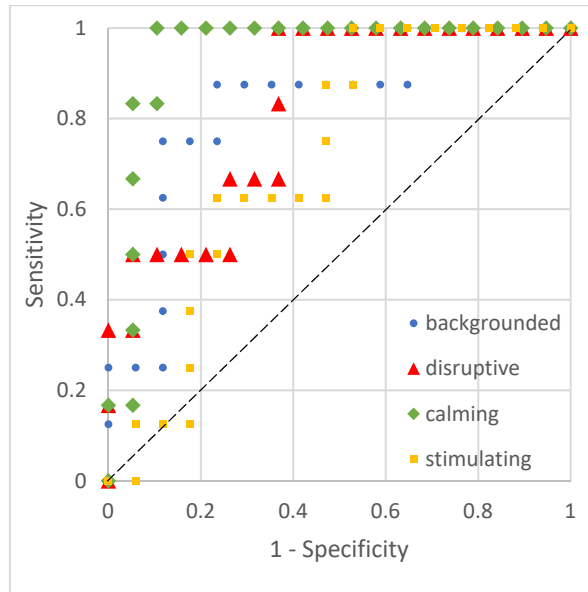 1
0.8
0.6
0.4
0.2
0
0
0.2
0.4
0.6
0.8
1
Sensitivity
1 - Specificity
backgrounded
disruptive
calming
stimulating